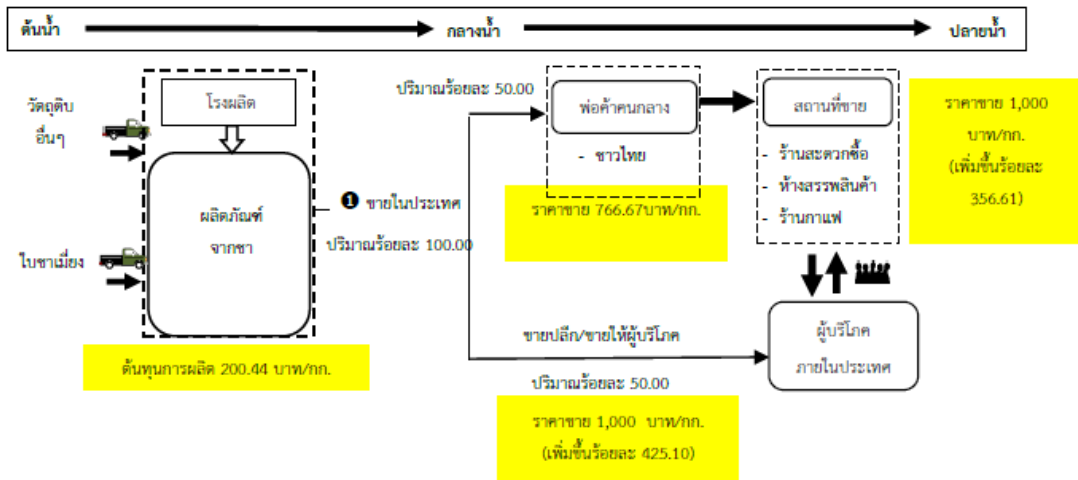 ต้นน้ำ
กลางน้ำ
ปลายน้ำ
วัตถุดิบ
อื่นๆ
โรงผลิต
ใบชาเมี่ยง
ผลิตภัณฑ์
จากชา
ต้นทุนการผลิต 200.44 บาท/กก.
❶ ขายในประเทศ
ปริมาณร้อยละ 100.00
ปริมาณร้อยละ 50.00
พ่อค้าคนกลาง
- ชาวไทย
ราคาขาย 766.67บาท/กก.
สถานที่ขาย
- ร้านสะดวกซื้อ
- ห้างสรรพสินค้า
- ร้านกาแฟ
ราคาขาย 1,000
บาท/กก.
(เพิ่มขึ้นร้อยละ
356.61)
ขายปลีก/ขายให้ผู้บริโภค
ปริมาณร้อยละ 50.00
ราคาขาย 1,000 บาท/กก.
(เพิ่มขึ้นร้อยละ 425.10)
ผู้บริโภค
ภายในประเทศ